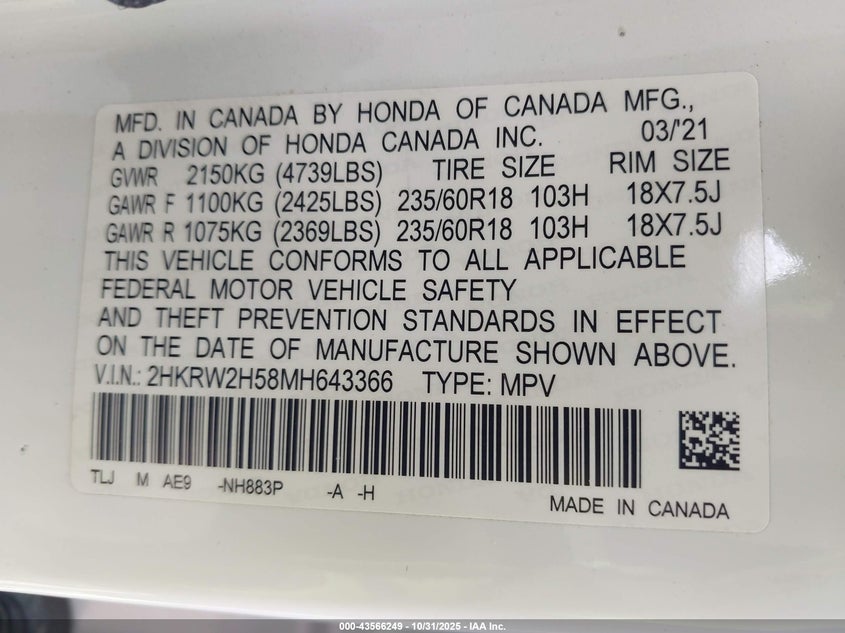 MFD. IN CANADA BY HONDA OF CANADA MFG.,
A DIVISION OF HONDA CANADA INC. 03/'21
GVWR 2150KG (4739LBS) TIRE SIZE RIM SIZE
GAWR F 1100KG (2425LBS) 235/60R18 103H 18X7.5J
GAWR R 1075KG (2369LBS) 235/60R18 103H 18X7.5J
THIS VEHICLE CONFORMS TO ALL APPLICABLE
FEDERAL MOTOR VEHICLE SAFETY
AND THEFT PREVENTION STANDARDS IN EFFECT
ON THE DATE OF MANUFACTURE SHOWN ABOVE.
V.I.N.: 2HKRW2H58MH643366 TYPE: MPV
TLJ M AE9 -NH883P -A -H
MADE IN CANADA
000-43566249 - 10/31/2025 - IAA Inc.